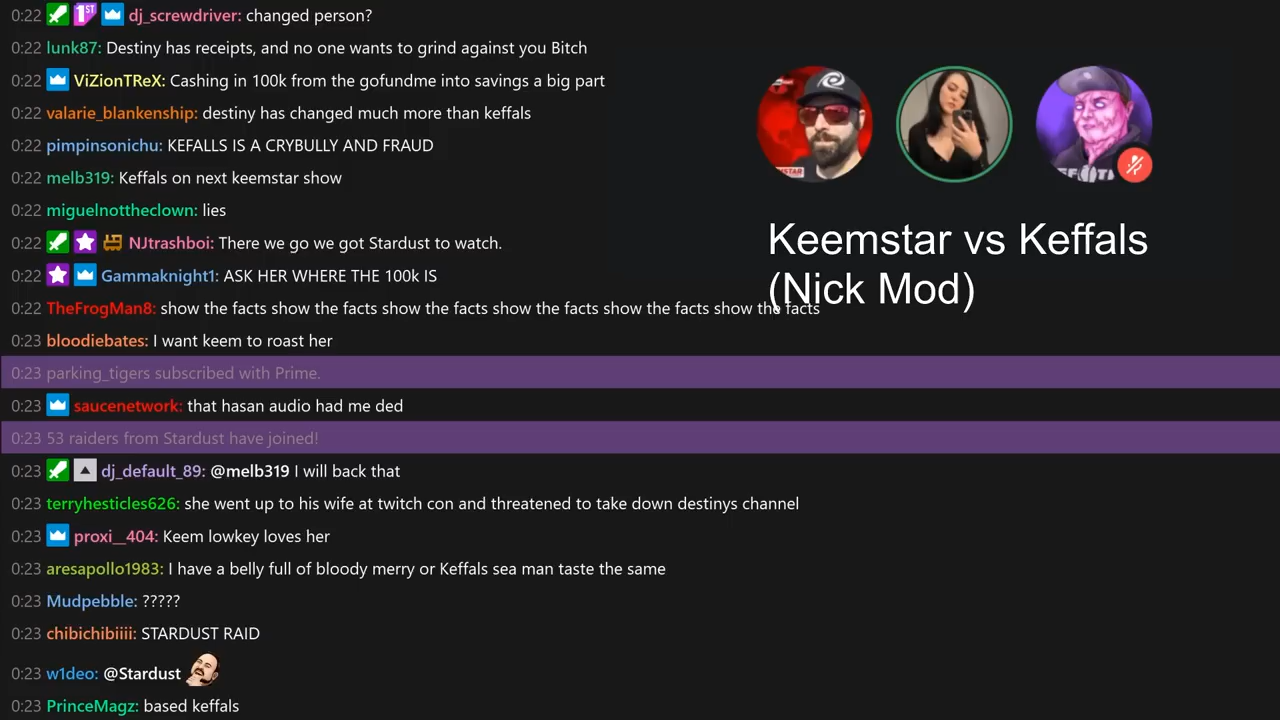 0:22 1ST dj_screwdriver: changed person?
0:22 lunk87: Destiny has receipts, and no one wants to grind against you Bitch
0:22 ViZionTReX: Cashing in 100k from the gofundme into savings a big part
0:22 valarie_blankenship: destiny has changed much more than keffals
0:22 pimpinsonichu: KEFALLS IS A CRYBULLY AND FRAUD
0:22 melb319: Keffals on next keemstar show
0:22 miguelnottheclown: lies
0:22 NJtrashboi: There we go we got Stardust to watch.
0:22 Gammaknight1: ASK HER WHERE THE 100k IS
0:22 TheFrogMan8: show the facts show the facts show the facts show the facts show the facts show the facts
0:23 bloodiebates: I want keem to roast her
0:23 parking_tigers subscribed with Prime.
0:23 saucenetwork: that hasan audio had me ded
0:23 53 raiders from Stardust have joined!
0:23 dj_default_89: @melb319 I will back that
0:23 terryhesticles626: she went up to his wife at twitch con and threatened to take down destinys channel
0:23 proxi__404: Keem lowkey loves her
0:23 aresapollo1983: I have a belly full of bloody merry or Keffals sea man taste the same
0:23 Mudpebble: ?????
0:23 chibichibiiii: STARDUST RAID
0:23 w1deo: @Stardust
0:23 PrinceMagz: based keffals
Keemstar vs Keffals
(Nick Mod)